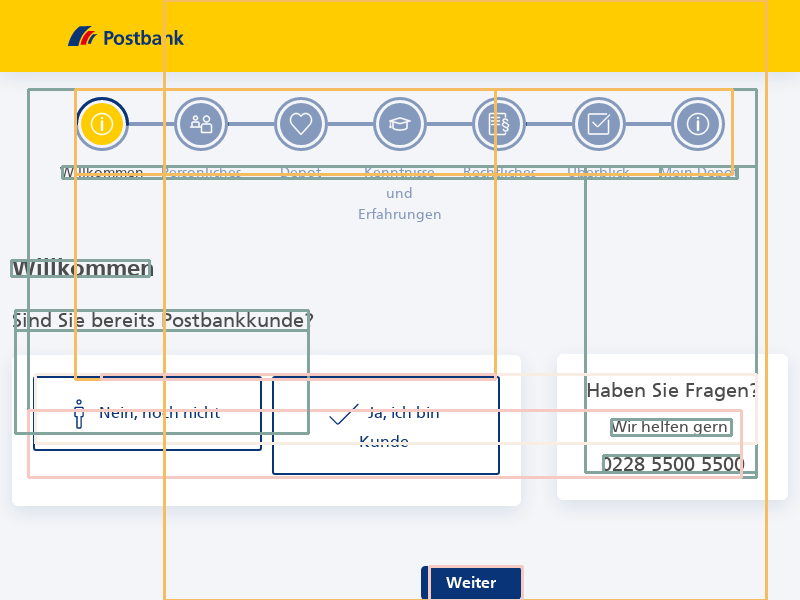 Postbank
Willkommen Persönliches Depot Kenntnisse und Erfahrungen Rechtliches Überblick Mein Depot
Willkommen
Sind Sie bereits Postbankkunde?
Nein, noch nicht
Ja, ich bin Kunde
Haben Sie Fragen?
Wir helfen gern
0228 5500 5500
Weiter